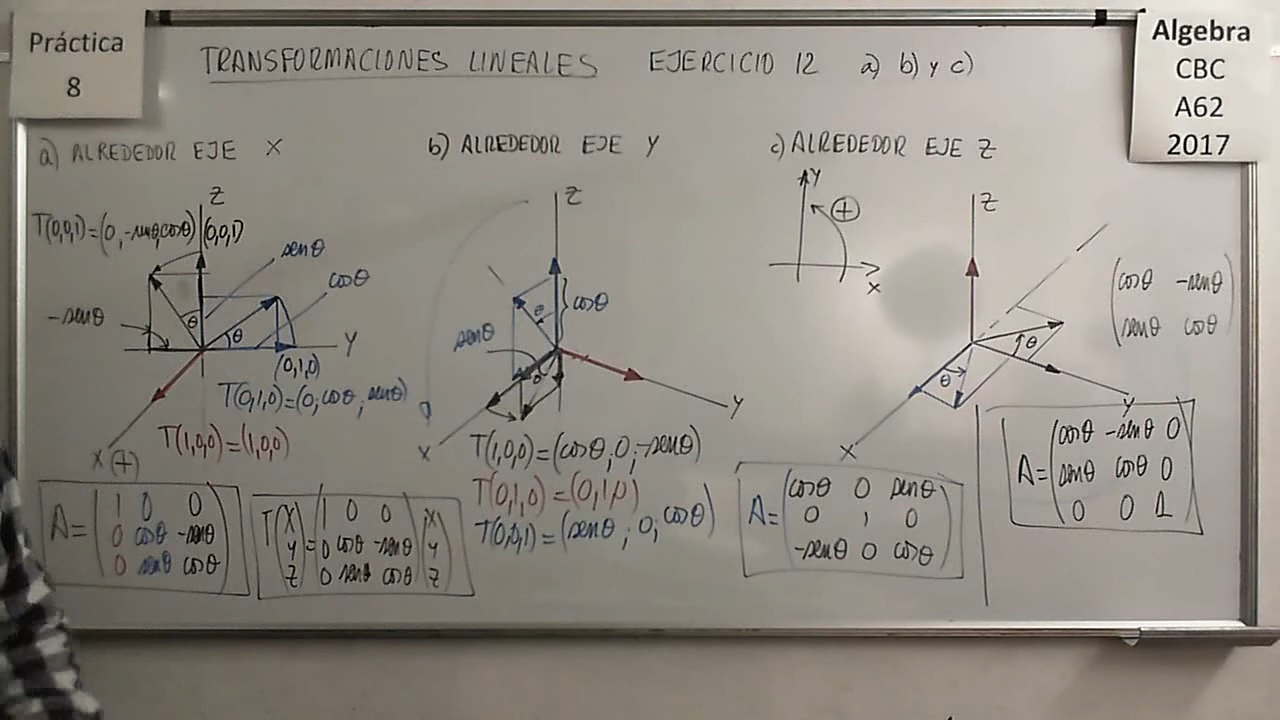 Práctica
8
TRANSFORMACIONES LINEALES EJERCICIO 12 a) b) y c)
Algebra
CBC
A62
2017
a) ALREDEDOR EJE X
Z
T(0,0,1)=(0,-senθ,cosθ) (0,0,1)
senθ
cosθ
-senθ
θ
θ
Y
(0,1,0)
T(0,1,0)=(0,cosθ,senθ)
T(1,0,0)=(1,0,0)
X (+)
A = (1 0 0
0 cosθ -senθ
0 senθ cosθ)
T(X Y Z) = (1 0 0
0 cosθ -senθ
0 senθ cosθ) (X Y Z)
b) ALREDEDOR EJE Y
Z
θ
cosθ
senθ
θ
Y
X
T(1,0,0)=(cosθ;0;-senθ)
T(0,1,0)=(0,1,0)
T(0,0,1)=(senθ;0,cosθ)
A = (cosθ 0 senθ
0 1 0
-senθ 0 cosθ)
c) ALREDEDOR EJE Z
Y
+
X
Z
θ
θ
Y
X
(cosθ -senθ
senθ cosθ)
A = (cosθ -senθ 0
senθ cosθ 0
0 0 1)